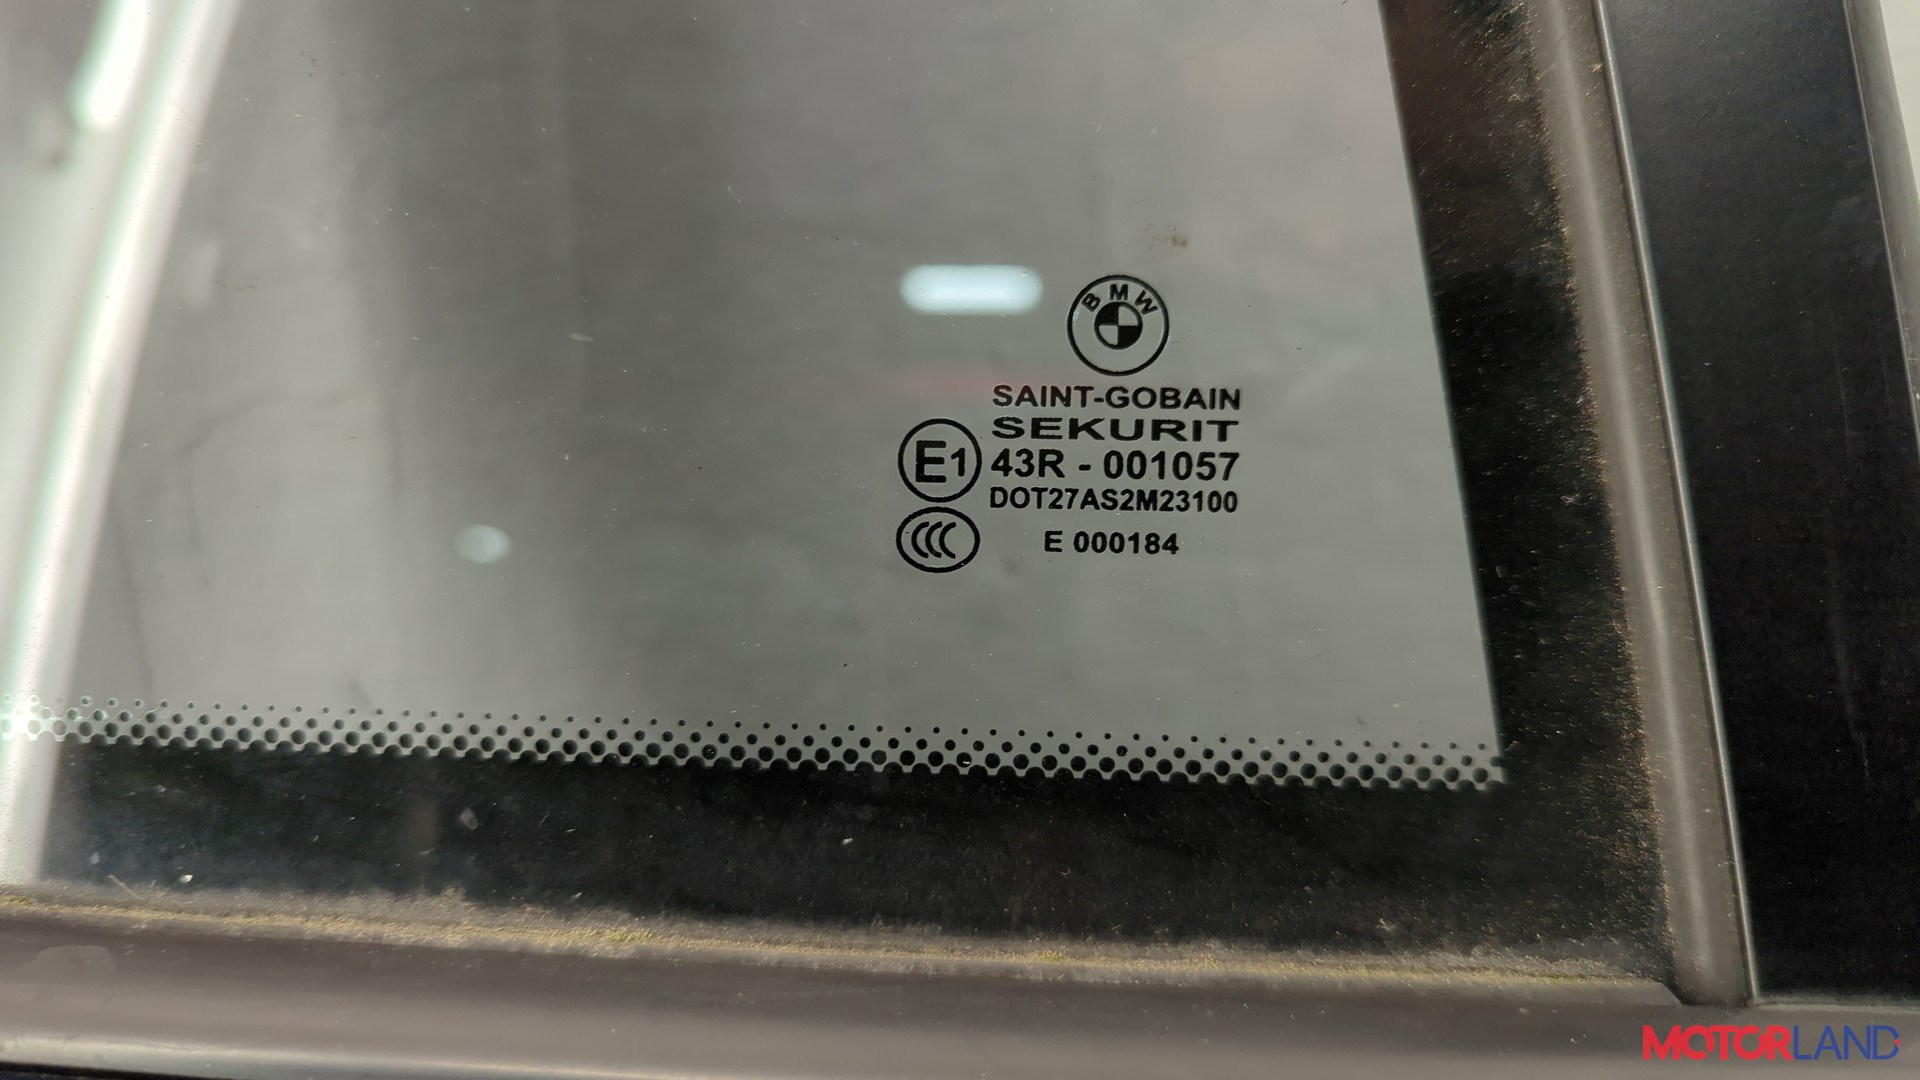 BMW
SAINT-GOBAIN
SEKURIT
E1 43R - 001057
DOT27AS2M23100
CCC E 000184
MOTORLAND